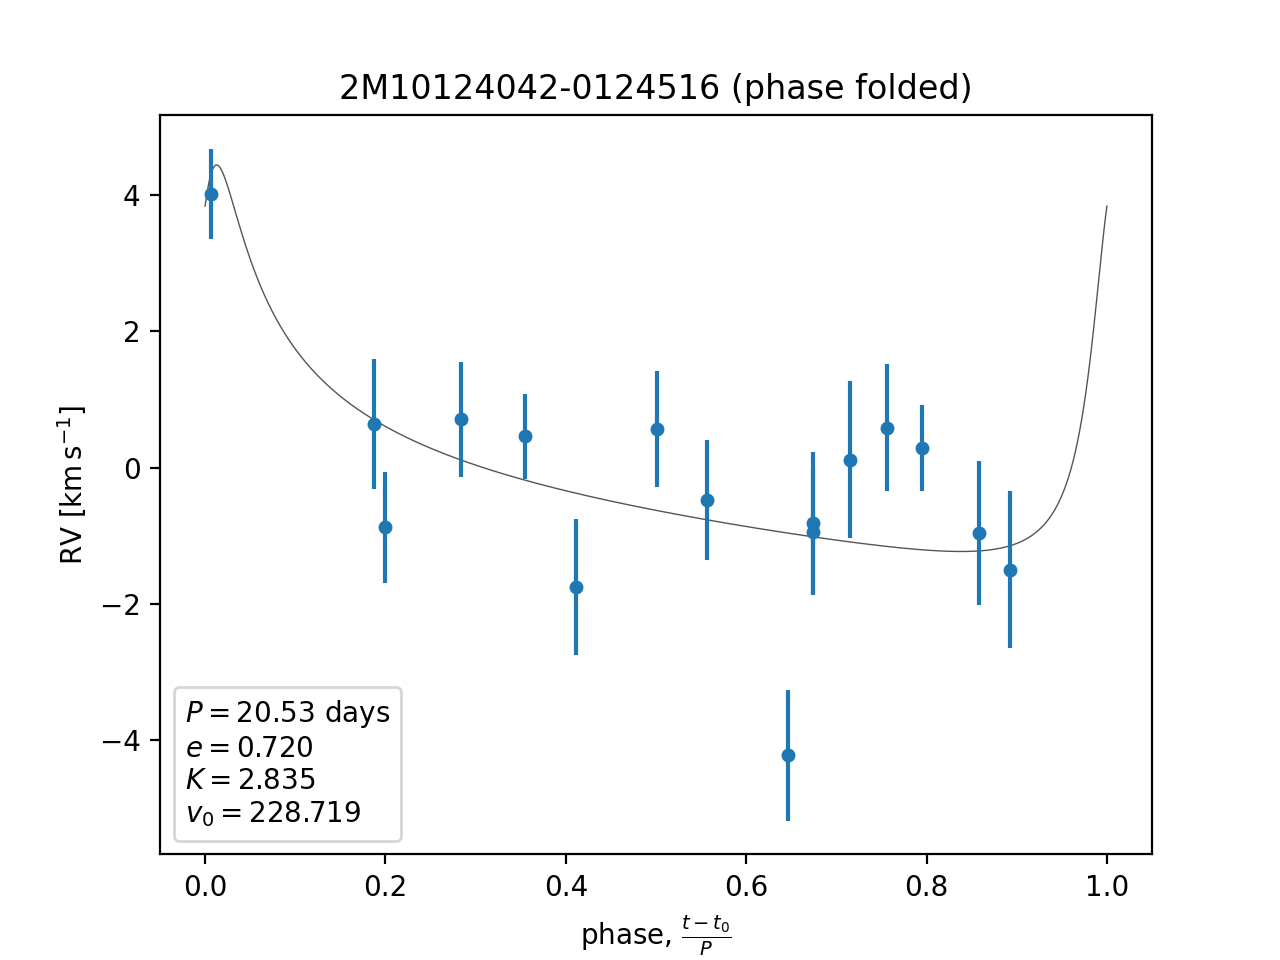 2M10124042-0124516 (phase folded)
RV [km s⁻¹]
4
2
0
−2
−4
P = 20.53 days
e = 0.720
K = 2.835
v₀ = 228.719
0.0 0.2 0.4 0.6 0.8 1.0
phase, (t − t₀)/P